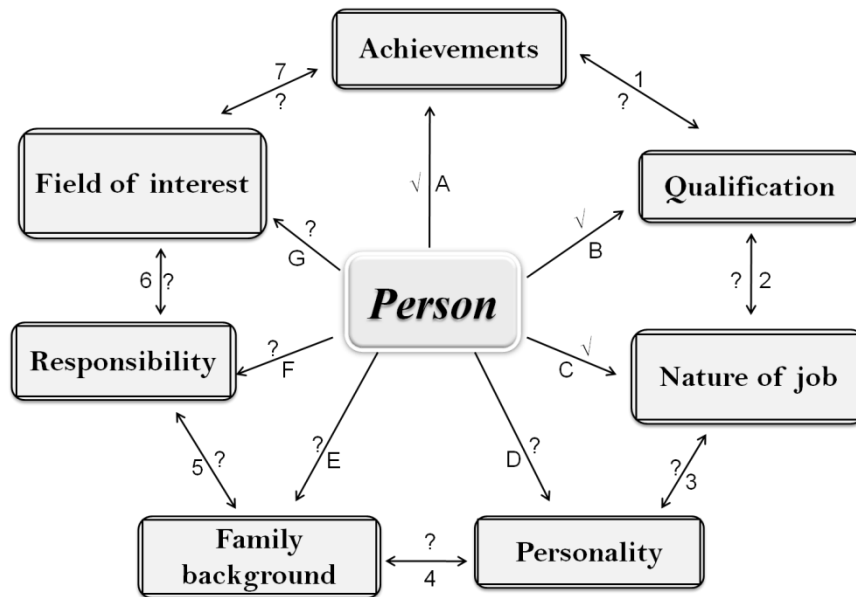 Achievements
7
?
1
?
Field of interest
Qualification
√ A
?
G
√
B
6 ?
? 2
Person
Responsibility
?
F
√
C
Nature of job
5 ?
? E
D ?
? 3
Family
background
?
4
Personality